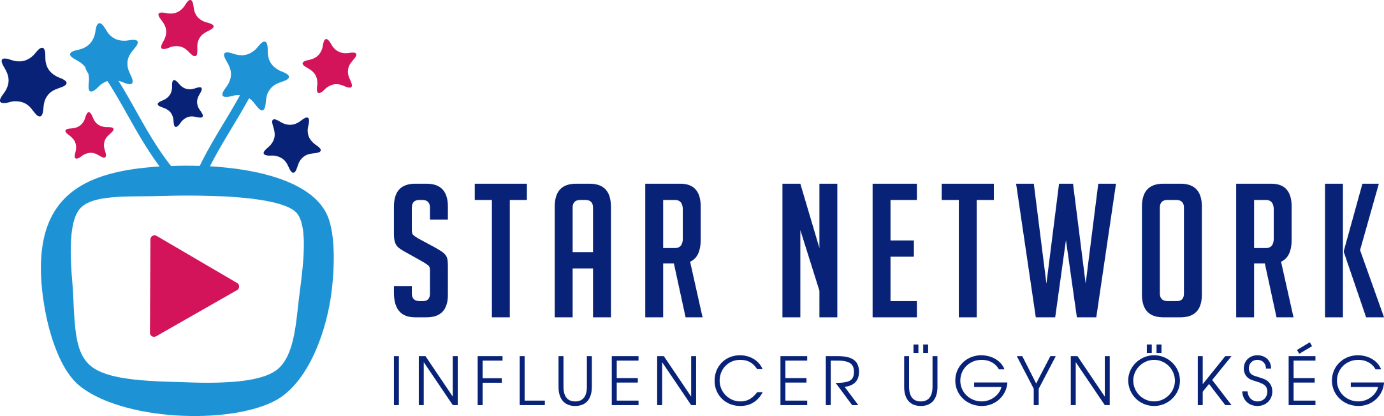 STAR NETWORK
INFLUENCER ÜGYNÖKSÉG